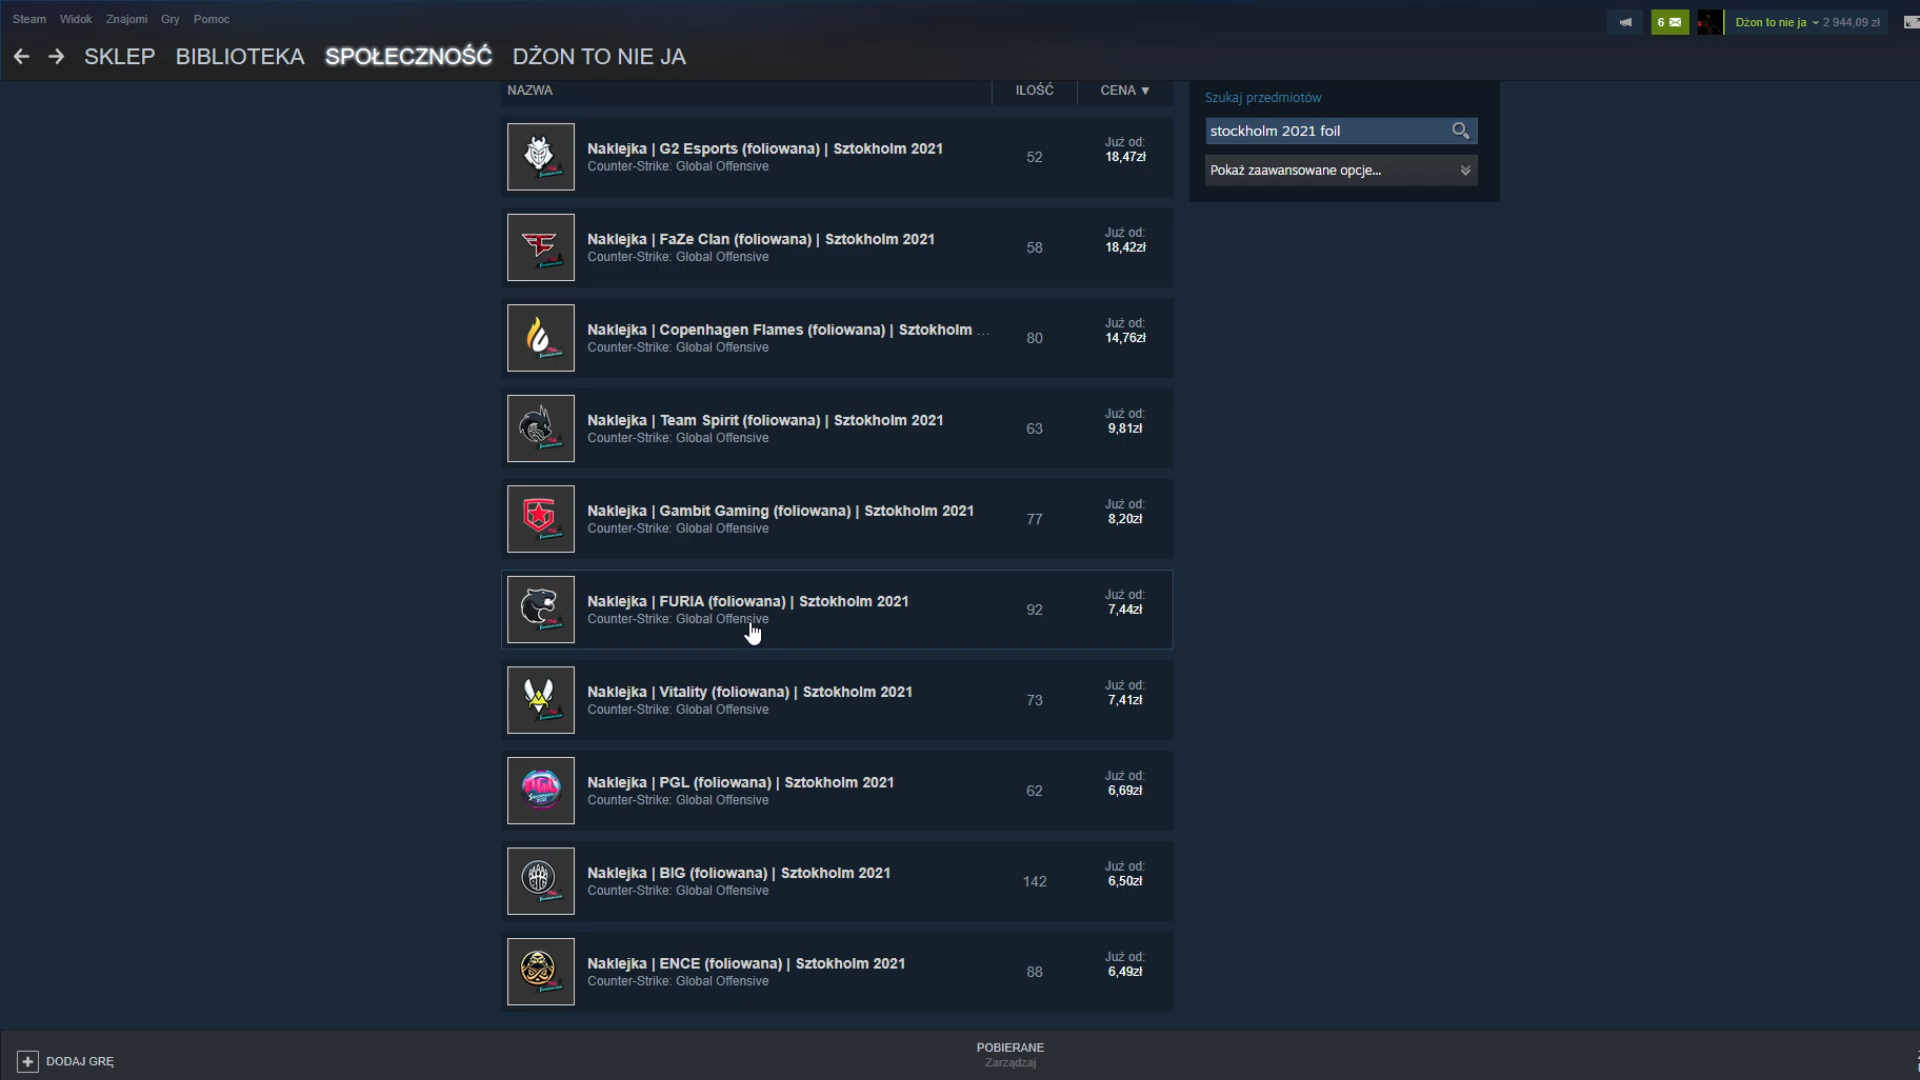 Steam Widok Znajomi Gry Pomoc
6 Dżon to nie ja 2 944,09 zł
SKLEP BIBLIOTEKA SPOŁECZNOŚĆ DŻON TO NIE JA
NAZWA ILOŚĆ CENA ▼
Szukaj przedmiotów
stockholm 2021 foil
Pokaż zaawansowane opcje...
Naklejka | G2 Esports (foliowana) | Sztokholm 2021
Counter-Strike: Global Offensive
52
Już od:
18,47zł
Naklejka | FaZe Clan (foliowana) | Sztokholm 2021
Counter-Strike: Global Offensive
58
Już od:
18,42zł
Naklejka | Copenhagen Flames (foliowana) | Sztokholm ...
Counter-Strike: Global Offensive
80
Już od:
14,76zł
Naklejka | Team Spirit (foliowana) | Sztokholm 2021
Counter-Strike: Global Offensive
63
Już od:
9,81zł
Naklejka | Gambit Gaming (foliowana) | Sztokholm 2021
Counter-Strike: Global Offensive
77
Już od:
8,20zł
Naklejka | FURIA (foliowana) | Sztokholm 2021
Counter-Strike: Global Offensive
92
Już od:
7,44zł
Naklejka | Vitality (foliowana) | Sztokholm 2021
Counter-Strike: Global Offensive
73
Już od:
7,41zł
Naklejka | PGL (foliowana) | Sztokholm 2021
Counter-Strike: Global Offensive
62
Już od:
6,69zł
Naklejka | BIG (foliowana) | Sztokholm 2021
Counter-Strike: Global Offensive
142
Już od:
6,50zł
Naklejka | ENCE (foliowana) | Sztokholm 2021
Counter-Strike: Global Offensive
88
Już od:
6,49zł
DODAJ GRĘ
POBIERANE
Zarządzaj